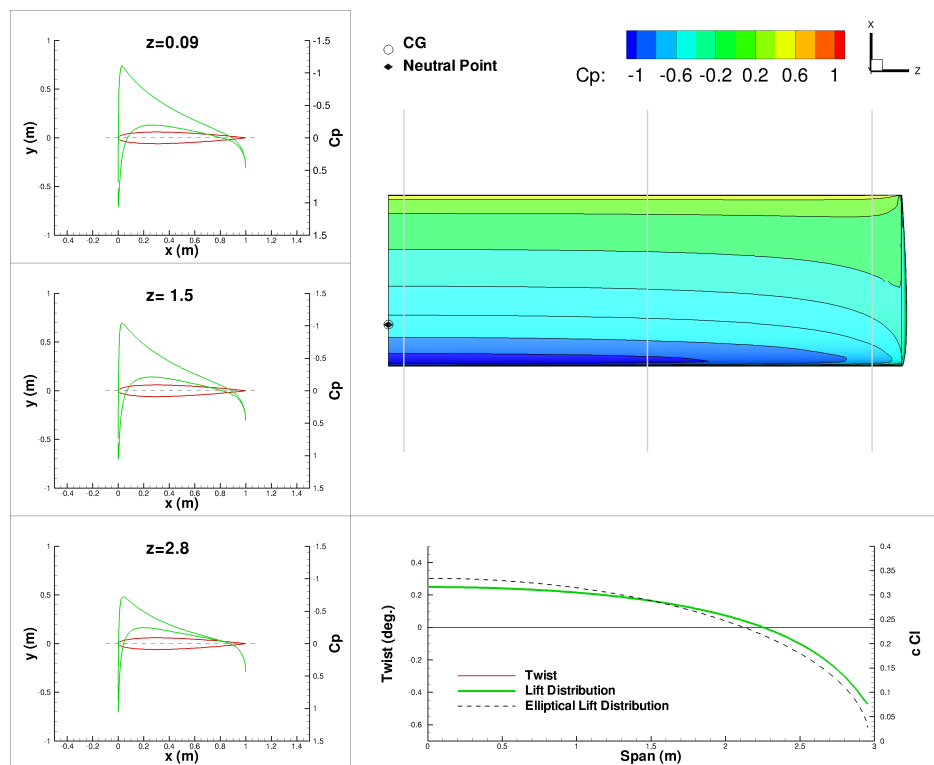 z=0.09
1
0.5
0
-0.5
-1
y (m)
-1.5
-1
-0.5
0
0.5
1
1.5
Cp
-0.4 -0.2 0 0.2 0.4 0.6 0.8 1 1.2 1.4
x (m)
z= 1.5
1
0.5
0
-0.5
-1
y (m)
-1.5
-1
-0.5
0
0.5
1
1.5
Cp
-0.4 -0.2 0 0.2 0.4 0.6 0.8 1 1.2 1.4
x (m)
z=2.8
1
0.5
0
-0.5
-1
y (m)
-1.5
-1
-0.5
0
0.5
1
1.5
Cp
-0.4 -0.2 0 0.2 0.4 0.6 0.8 1 1.2 1.4
x (m)
CG
Neutral Point
Cp: -1 -0.6 -0.2 0.2 0.6 1
X
Z
0.4
0.2
0
-0.2
-0.4
-0.6
Twist (deg.)
0.4
0.35
0.3
0.25
0.2
0.15
0.1
0.05
0
c Cl
Twist
Lift Distribution
Elliptical Lift Distribution
0 0.5 1 1.5 2 2.5 3
Span (m)